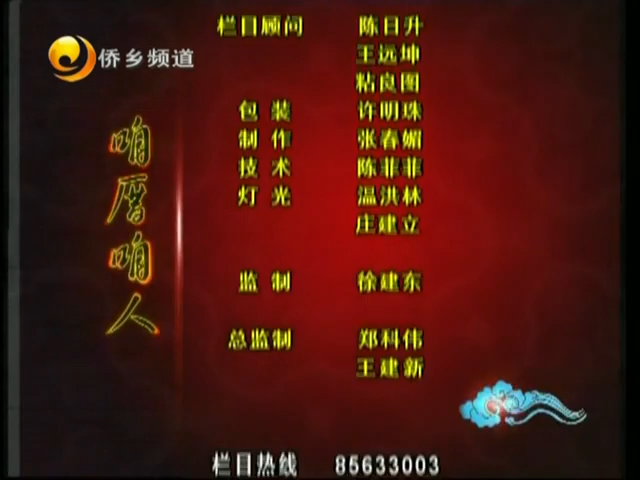 栏目顾问 陈日升
侨乡频道
王远坤
粘良图
包装 许明珠
制作 张春媚
技术 陈菲菲
灯光 温洪林
庄建立
咱厝咱人
监制 徐建东
总监制 郑科伟
王建新
栏目热线 85633003